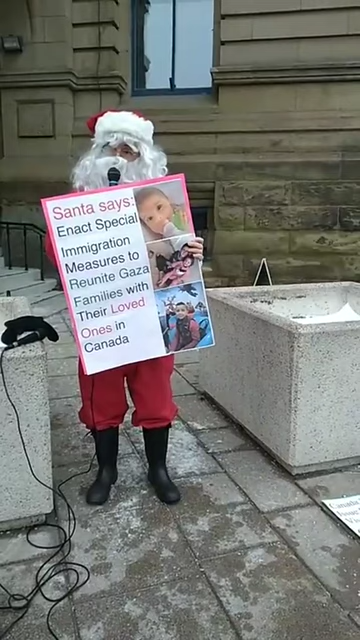 Santa says:
Enact Special
Immigration
Measures to
Reunite Gaza
Families with
Their Loved
Ones in
Canada